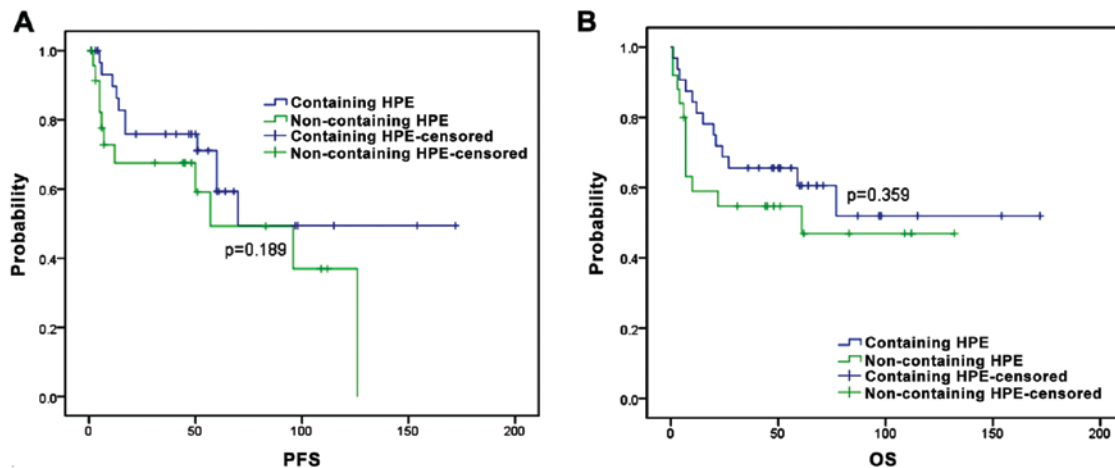 A
Probability
1.0
0.8
0.6
0.4
0.2
0.0
Containing HPE
Non-containing HPE
Containing HPE-censored
Non-containing HPE-censored
p=0.189
0 50 100 150 200
PFS
B
Probability
1.0
0.8
0.6
0.4
0.2
0.0
p=0.359
Containing HPE
Non-containing HPE
Containing HPE-censored
Non-containing HPE-censored
0 50 100 150 200
OS